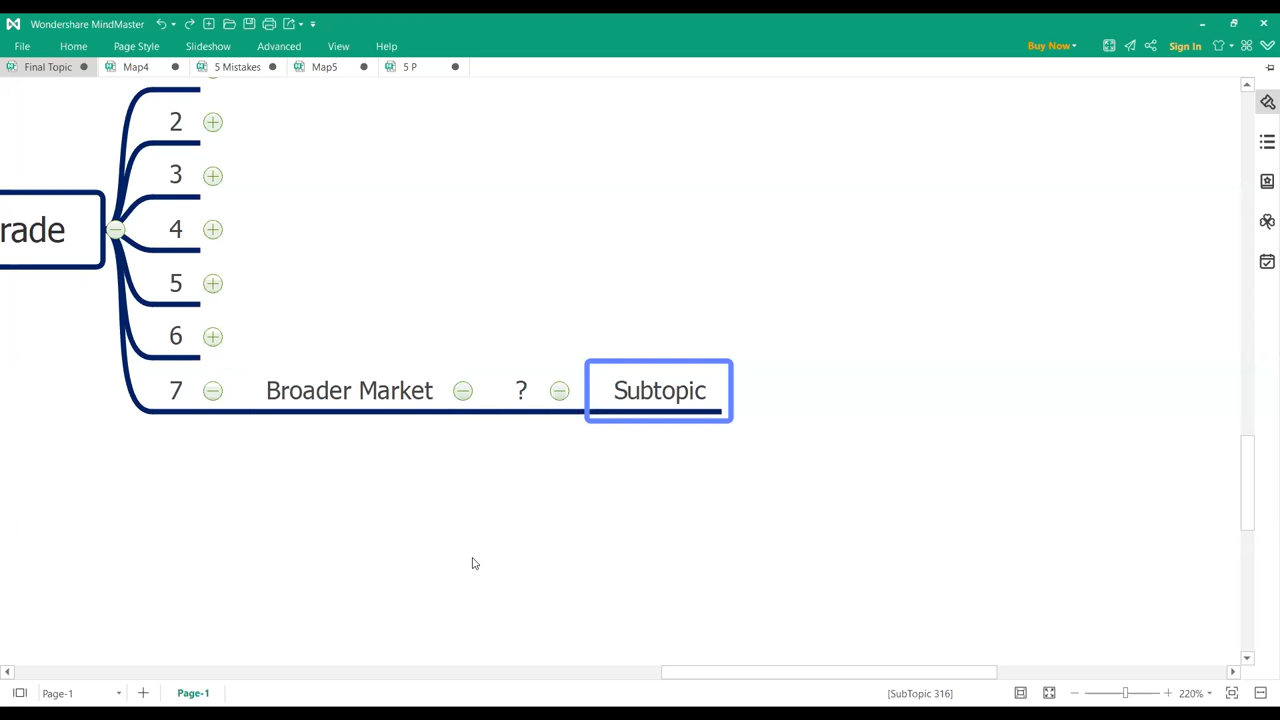 Wondershare MindMaster
File Home Page Style Slideshow Advanced View Help Buy Now Sign In
Final Topic Map4 5 Mistakes Map5 5 P
2
3
rade 4
5
6
7 Broader Market ? Subtopic
Page-1 Page-1 [SubTopic 316] 220%